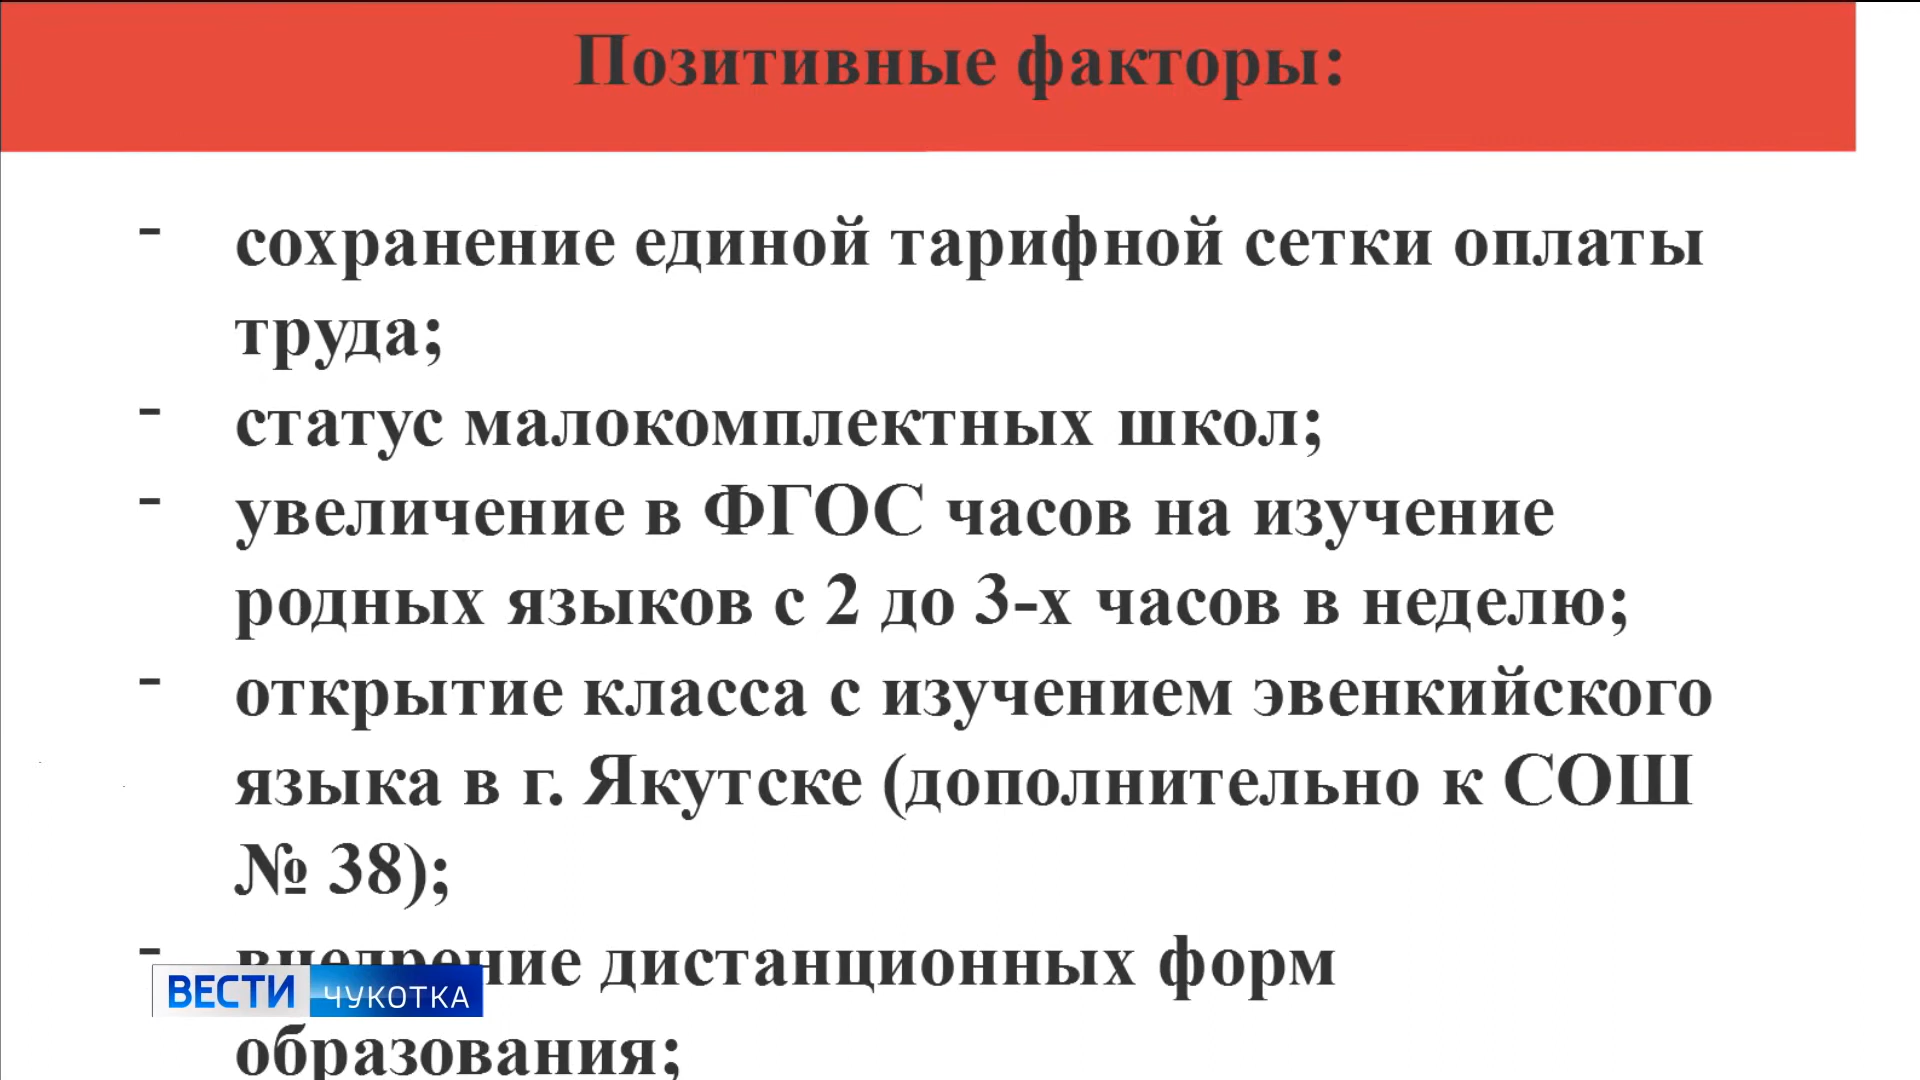 Позитивные факторы:
- сохранение единой тарифной сетки оплаты
труда;
- статус малокомплектных школ;
- увеличение в ФГОС часов на изучение
родных языков с 2 до 3-х часов в неделю;
- открытие класса с изучением эвенкийского
языка в г. Якутске (дополнительно к СОШ
№ 38);
- внедрение дистанционных форм
ВЕСТИ ЧУКОТКА
образования;